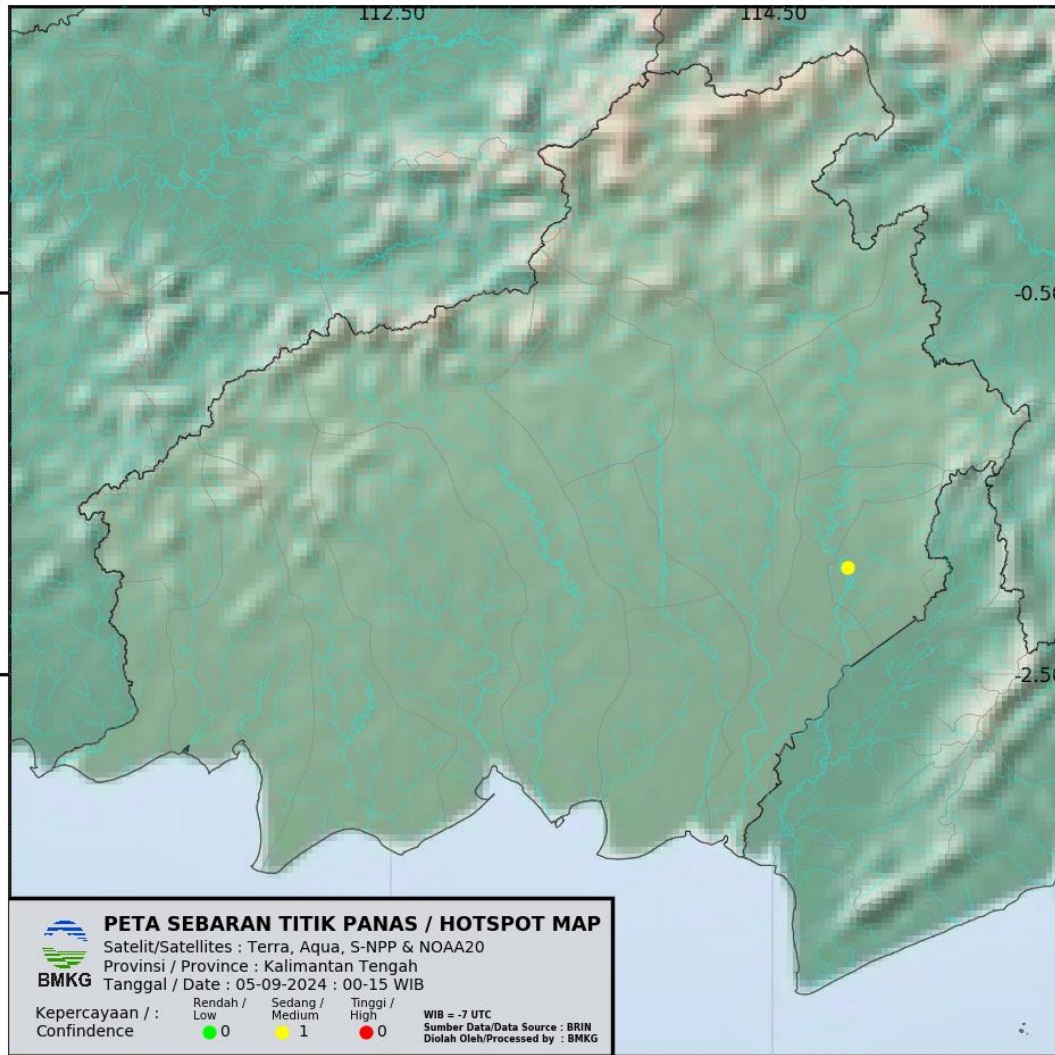 112.50
114.50
-0.50
-2.50
PETA SEBARAN TITIK PANAS / HOTSPOT MAP
Satelit/Satellites : Terra, Aqua, S-NPP & NOAA20
Provinsi / Province : Kalimantan Tengah
Tanggal / Date : 05-09-2024 : 00-15 WIB
BMKG
Kepercayaan / :
Confindence
Rendah /
Low
0
Sedang /
Medium
1
Tinggi /
High
0
WIB = -7 UTC
Sumber Data/Data Source : BRIN
Diolah Oleh/Processed by : BMKG